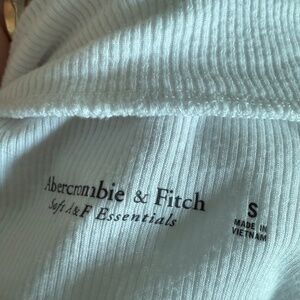 Abercrombie & Fitch
Soft A&F Essentials
S
MADE IN
VIETNAM